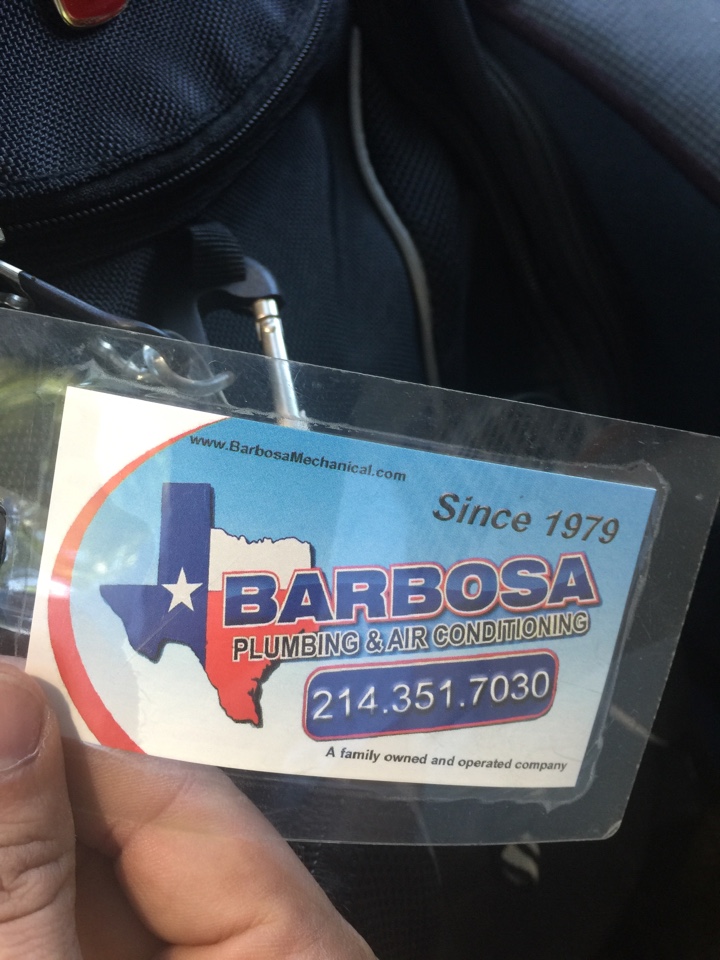 www.BarbosaMechanical.com
Since 1979
BARBOSA
PLUMBING & AIR CONDITIONING
214.351.7030
A family owned and operated company